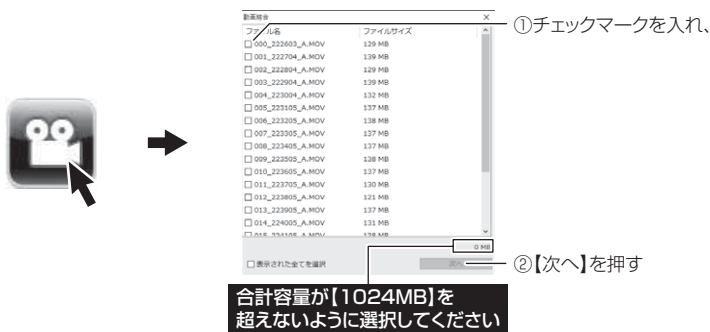 動画結合
ファイル名 ファイルサイズ
000_222603_A.MOV 129 MB
001_222704_A.MOV 139 MB
002_222804_A.MOV 129 MB
003_222904_A.MOV 139 MB
004_223004_A.MOV 132 MB
005_223105_A.MOV 137 MB
006_223205_A.MOV 138 MB
007_223305_A.MOV 137 MB
008_223405_A.MOV 137 MB
009_223505_A.MOV 128 MB
010_223605_A.MOV 137 MB
011_223705_A.MOV 130 MB
012_223805_A.MOV 121 MB
013_223905_A.MOV 137 MB
014_224005_A.MOV 131 MB
015_224105_A.MOV 128 MB
0 MB
表示された全てを選択
次へ
①チェックマークを入れ、
②【次へ】を押す
合計容量が【1024MB】を
超えないように選択してください